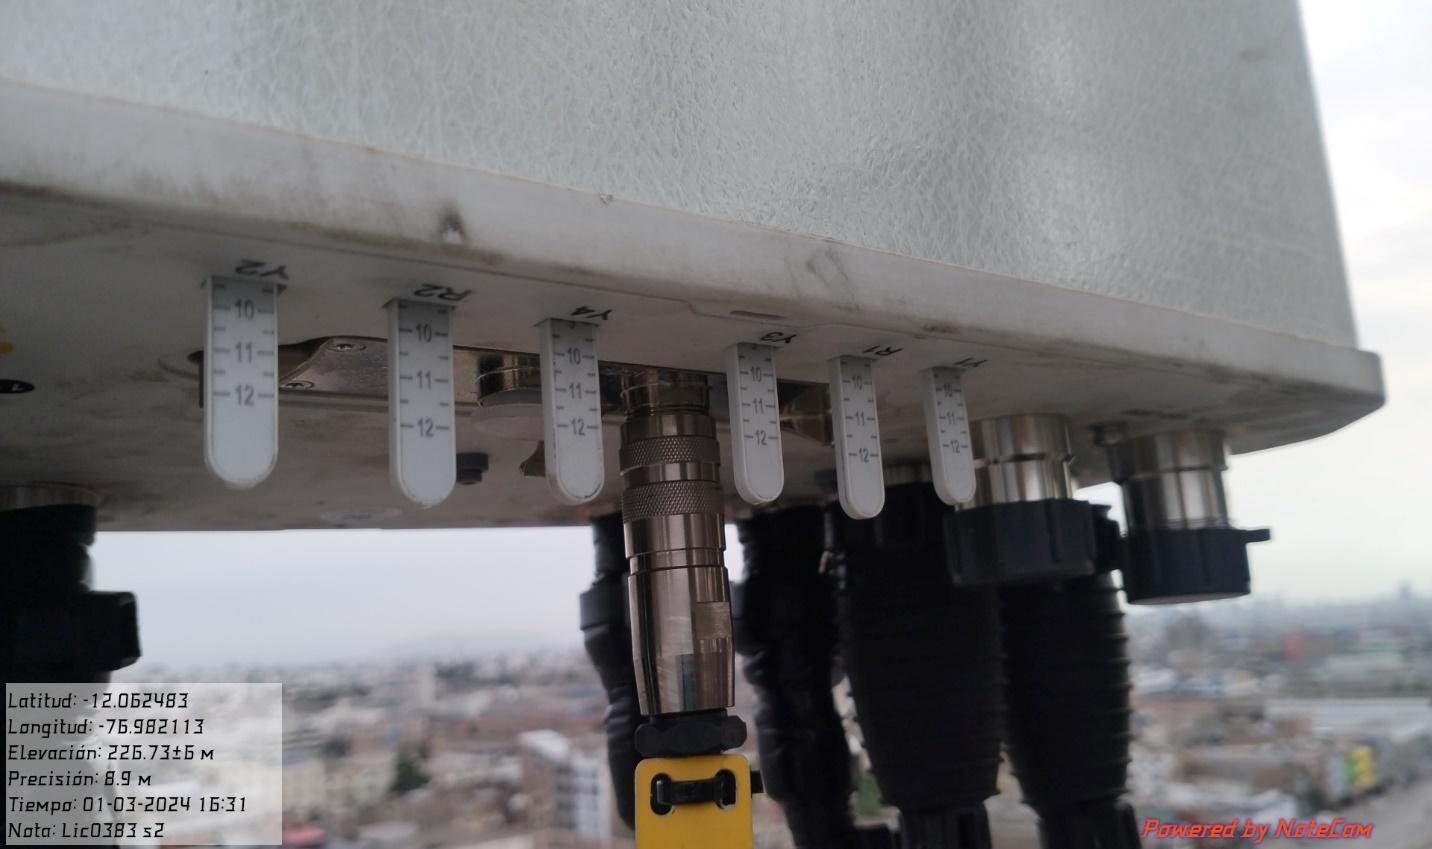 Y2
R2
Y4
Y3
R1
Y1
10
11
12
10
11
12
10
11
12
10
11
12
10
11
12
10
11
12
Latitud: -12.062483
Longitud: -76.982113
Elevación: 226.73±6 м
Precisión: 8.9 м
Tiempo: 01-03-2024 16:31
Nota: Lic0383 s2
Powered by NoteCam